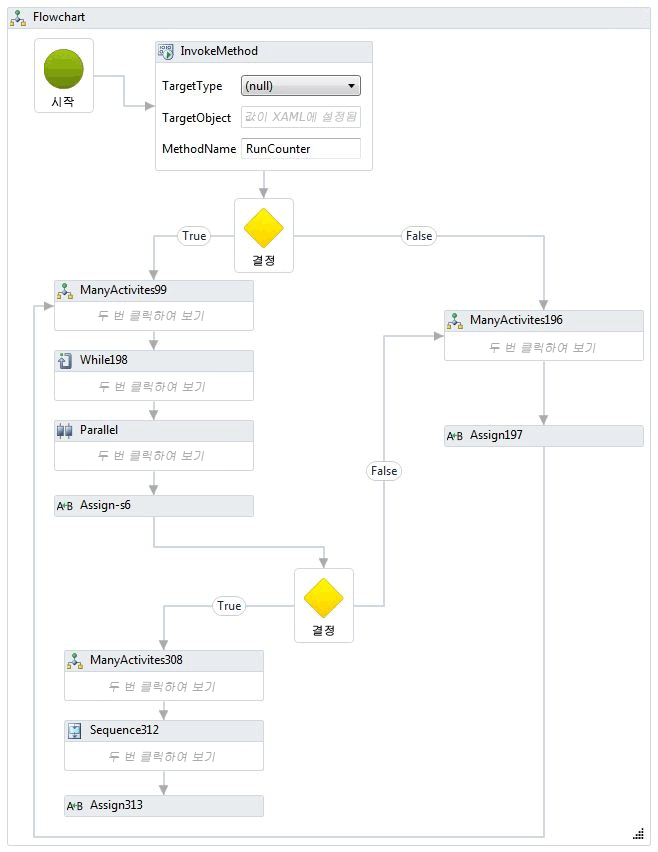 Flowchart
시작
InvokeMethod
TargetType (null)
TargetObject 값이 XAML에 설정됨
MethodName RunCounter
결정
True
False
ManyActivites99
두 번 클릭하여 보기
While198
두 번 클릭하여 보기
Parallel
두 번 클릭하여 보기
Assign-s6
ManyActivites196
두 번 클릭하여 보기
Assign197
False
결정
True
ManyActivites308
두 번 클릭하여 보기
Sequence312
두 번 클릭하여 보기
Assign313